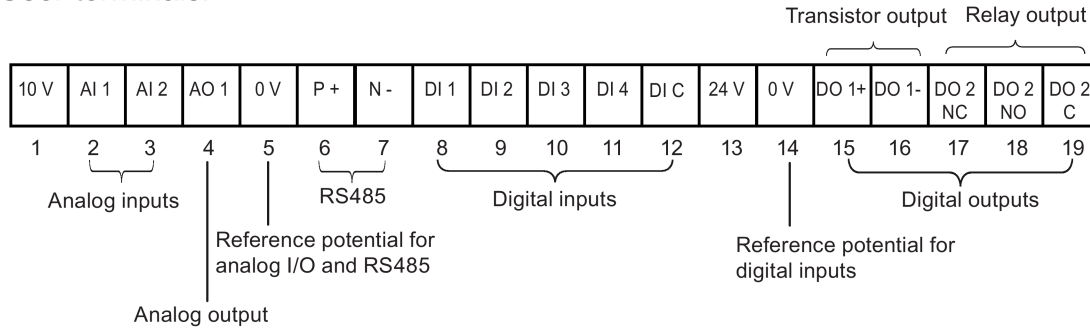 Transistor output Relay output
10 V AI 1 AI 2 AO 1 0 V P + N - DI 1 DI 2 DI 3 DI 4 DI C 24 V 0 V DO 1+ DO 1- DO 2 NC DO 2 NO DO 2 C
1 2 3 4 5 6 7 8 9 10 11 12 13 14 15 16 17 18 19
Analog inputs
RS485
Digital inputs
Digital outputs
Reference potential for
analog I/O and RS485
Reference potential for
digital inputs
Analog output